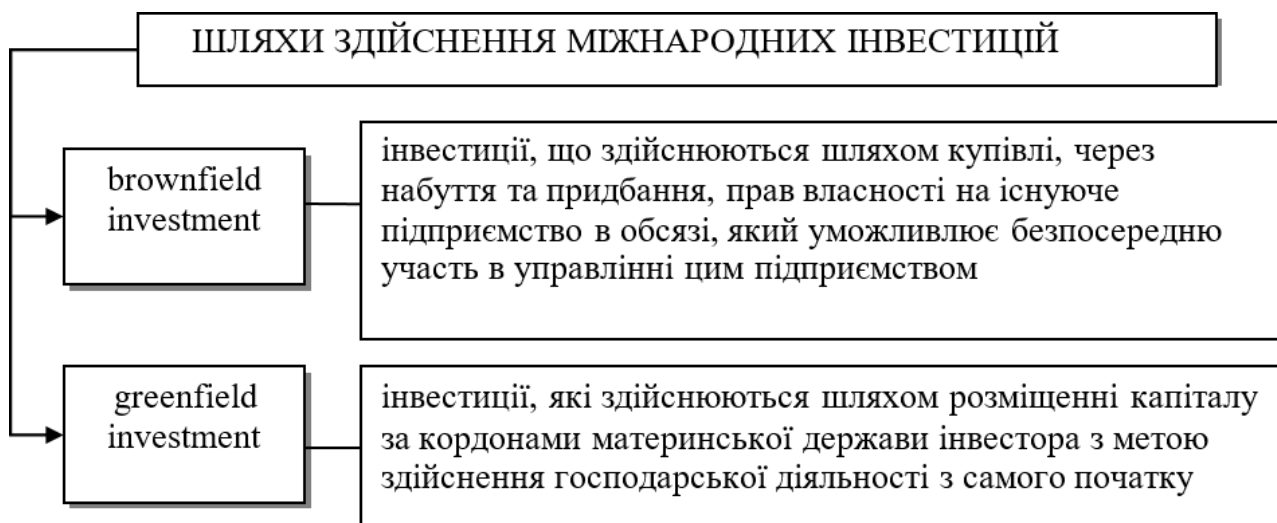 ШЛЯХИ ЗДІЙСНЕННЯ МІЖНАРОДНИХ ІНВЕСТИЦІЙ
brownfield
investment
інвестиції, що здійснюються шляхом купівлі, через
набуття та придбання, прав власності на існуюче
підприємство в обсязі, який уможливлює безпосередню
участь в управлінні цим підприємством
greenfield
investment
інвестиції, які здійснюються шляхом розміщенні капіталу
за кордонами материнської держави інвестора з метою
здійснення господарської діяльності з самого початку